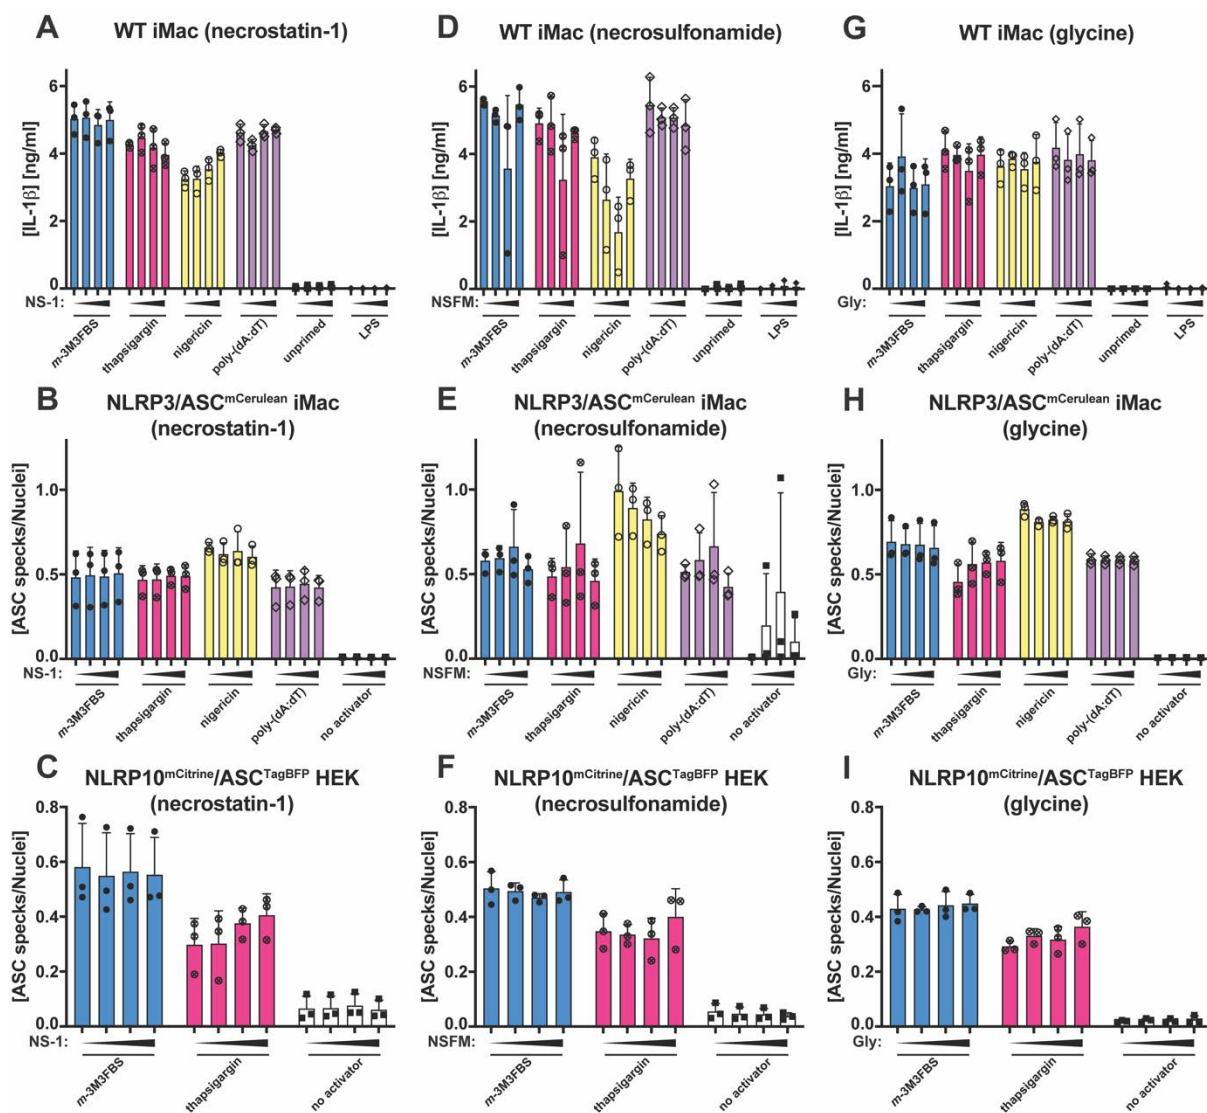 A
WT iMac (necrostatin-1)
[IL-1β] [ng/ml]
6
4
2
0
NS-1:
m-3M3FBS
thapsigargin
nigericin
poly-(dA:dT)
unprimed
LPS
D
WT iMac (necrosulfonamide)
[IL-1β] [ng/ml]
6
4
2
0
NSFM:
m-3M3FBS
thapsigargin
nigericin
poly-(dA:dT)
unprimed
LPS
G
WT iMac (glycine)
[IL-1β] [ng/ml]
6
4
2
0
Gly:
m-3M3FBS
thapsigargin
nigericin
poly-(dA:dT)
unprimed
LPS
B
NLRP3/ASCmCerulean iMac
(necrostatin-1)
[ASC specks/Nuclei]
1.0
0.5
0.0
NS-1:
m-3M3FBS
thapsigargin
nigericin
poly-(dA:dT)
no activator
E
NLRP3/ASCmCerulean iMac
(necrosulfonamide)
[ASC specks/Nuclei]
1.0
0.5
0.0
NSFM:
m-3M3FBS
thapsigargin
nigericin
poly-(dA:dT)
no activator
H
NLRP3/ASCmCerulean iMac
(glycine)
[ASC specks/Nuclei]
1.0
0.5
0.0
Gly:
m-3M3FBS
thapsigargin
nigericin
poly-(dA:dT)
no activator
C
NLRP10mCitrine/ASCTagBFP HEK
(necrostatin-1)
[ASC specks/Nuclei]
0.8
0.6
0.4
0.2
0.0
NS-1:
m-3M3FBS
thapsigargin
no activator
F
NLRP10mCitrine/ASCTagBFP HEK
(necrosulfonamide)
[ASC specks/Nuclei]
0.8
0.6
0.4
0.2
0.0
NSFM:
m-3M3FBS
thapsigargin
no activator
I
NLRP10mCitrine/ASCTagBFP HEK
(glycine)
[ASC specks/Nuclei]
0.8
0.6
0.4
0.2
0.0
Gly:
m-3M3FBS
thapsigargin
no activator